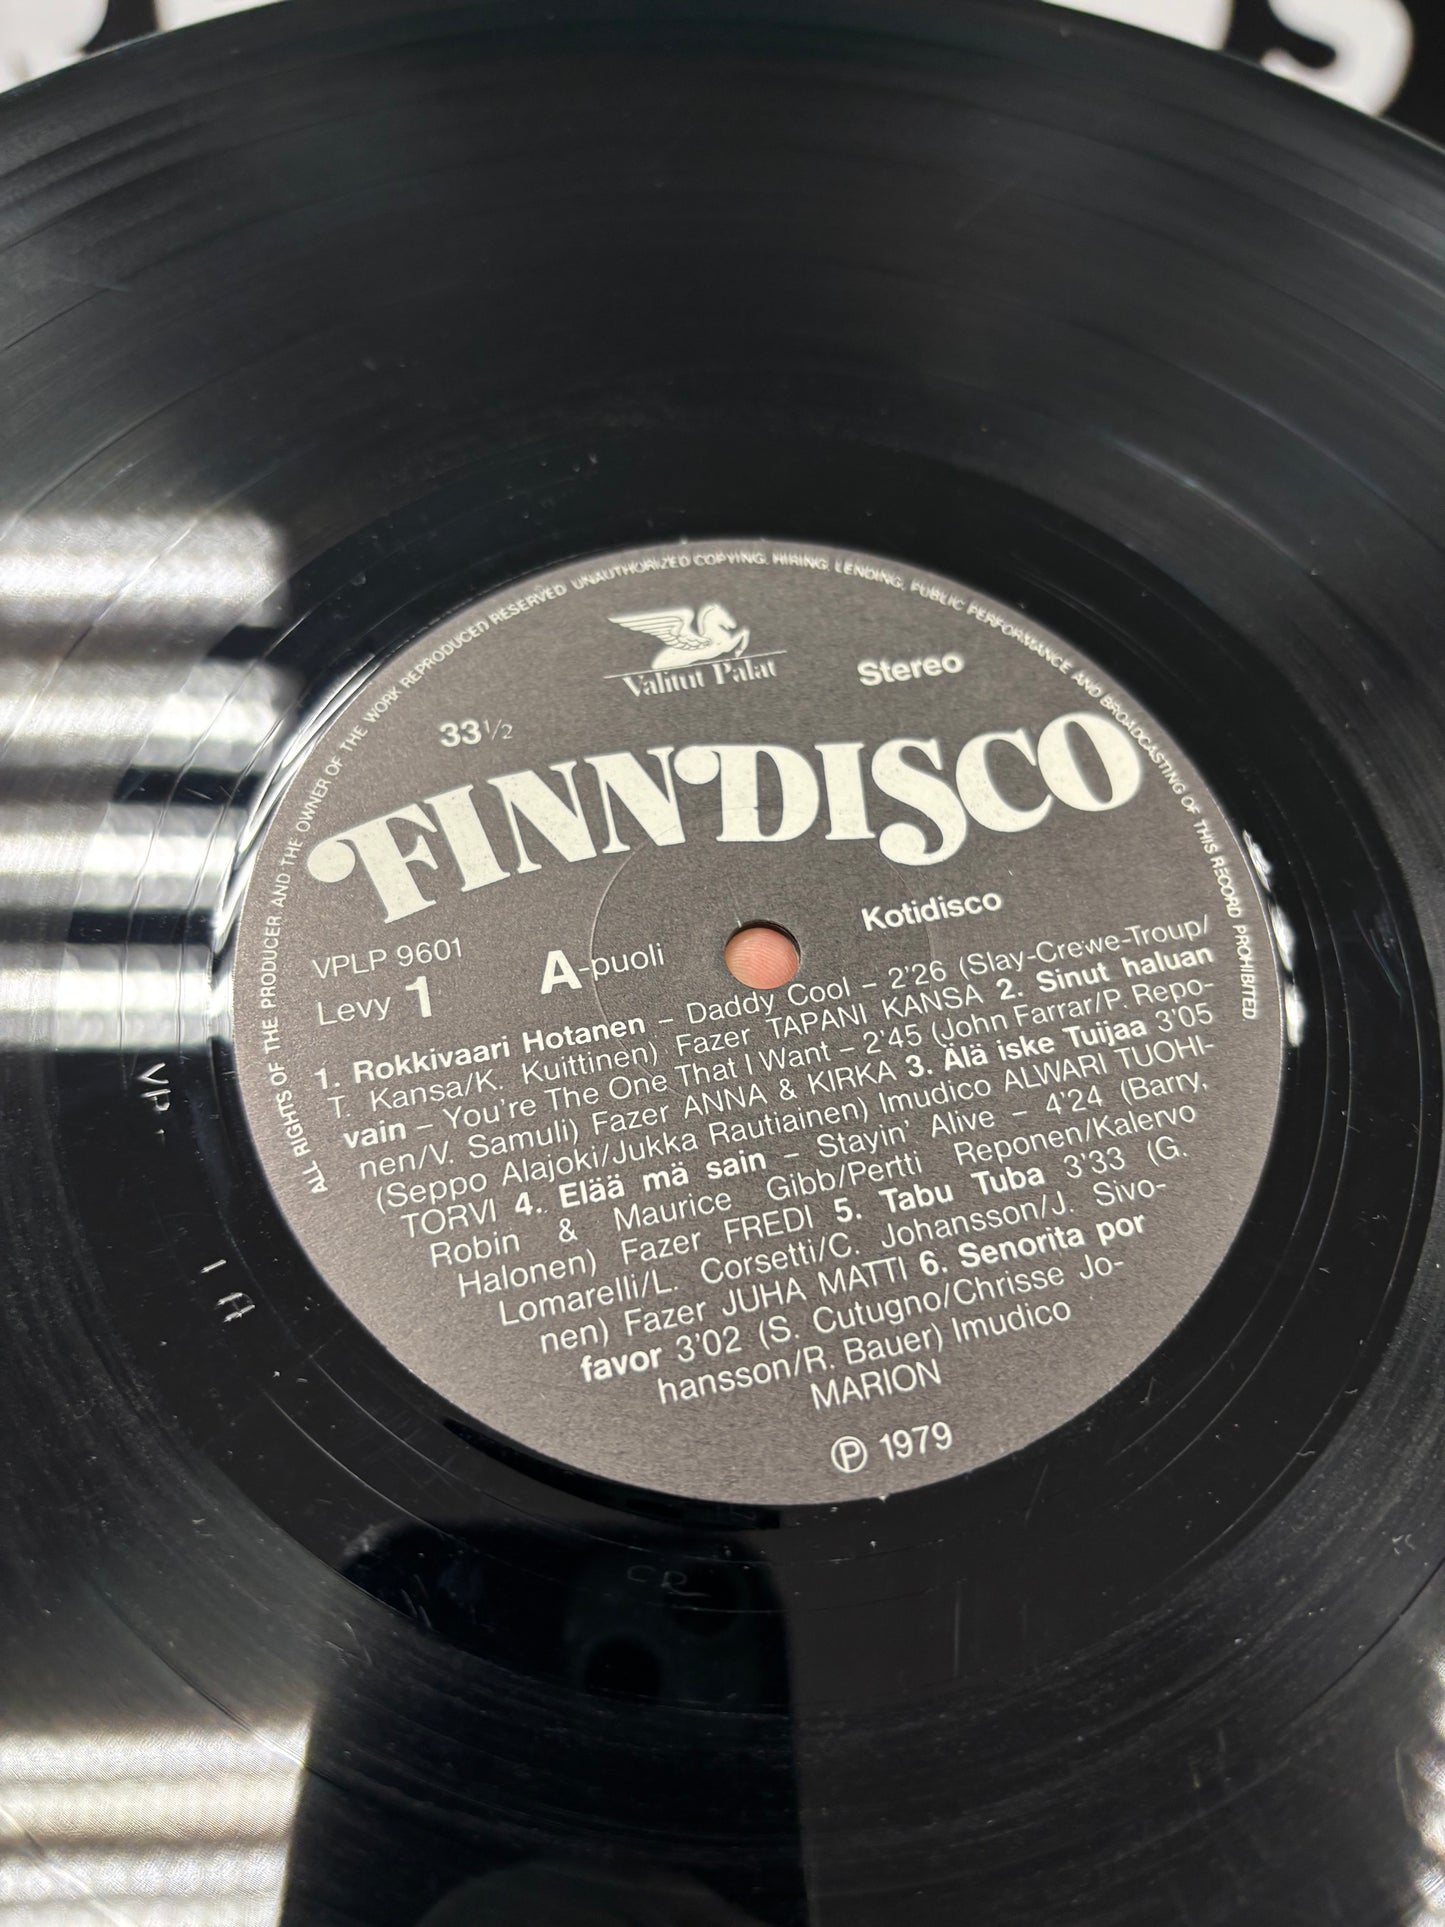 ALL RIGHTS OF THE PRODUCER AND THE OWNER OF THE WORK REPRODUCED RESERVED UNAUTHORIZED COPYING, HIRING, LENDING, PUBLIC PERFORMANCE AND BROADCASTING OF THIS RECORD PROHIBITED
Valitut Palat
Stereo
33 1/2
FINNDISCO
Kotidisco
VPLP 9601
A-puoli
Levy 1
1. Rokkivaari Hotanen – Daddy Cool – 2'26 (Slay-Crewe-Troup/
T. Kansa/K. Kuittinen) Fazer TAPANI KANSA 2. Sinut haluan
vain – You're The One That I Want – 2'45 (John Farrar/P. Repo-
nen/V. Samuli) Fazer ANNA & KIRKA 3. Älä iske Tuijaa 3'05
(Seppo Alajoki/Jukka Rautiainen) Imudico ALWARI TUOHI-
TORVI 4. Elää mä sain – Stayin' Alive – 4'24 (Barry,
Robin & Maurice Gibb/Pertti Reponen/Kalervo
Halonen) Fazer FREDI 5. Tabu Tuba 3'33 (G.
Lomarelli/L. Corsetti/C. Johansson/J. Sivo-
nen) Fazer JUHA MATTI 6. Senorita por
favor 3'02 (S. Cutugno/Chrisse Jo-
hansson/R. Bauer) Imudico
MARION
℗ 1979
VP
1 A
CR